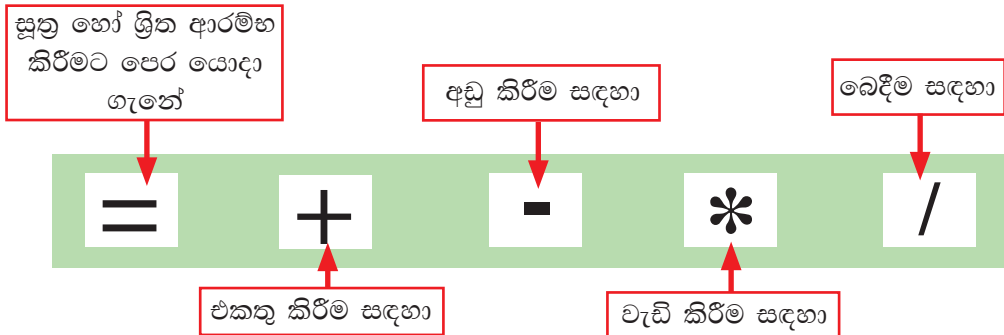 සූත්‍ර හෝ ශ්‍රිත ආරම්භ
කිරීමට පෙර යොදා
ගැනේ
අඩු කිරීම සඳහා
බෙදීම සඳහා
= + - * /
එකතු කිරීම සඳහා
වැඩි කිරීම සඳහා